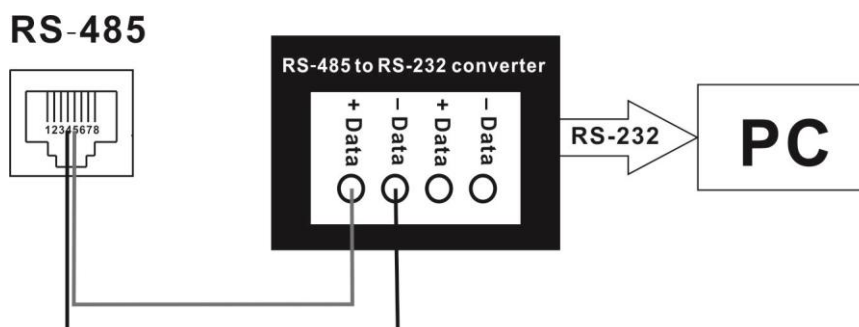 RS-485
12345678
RS-485 to RS-232 converter
+ Data
- Data
+ Data
- Data
RS-232
PC